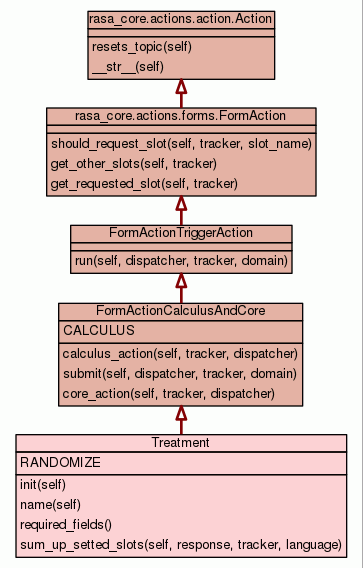 rasa_core.actions.action.Action
resets_topic(self)
__str__(self)
rasa_core.actions.forms.FormAction
should_request_slot(self, tracker, slot_name)
get_other_slots(self, tracker)
get_requested_slot(self, tracker)
FormActionTriggerAction
run(self, dispatcher, tracker, domain)
FormActionCalculusAndCore
CALCULUS
calculus_action(self, tracker, dispatcher)
submit(self, dispatcher, tracker, domain)
core_action(self, tracker, dispatcher)
Treatment
RANDOMIZE
init(self)
name(self)
required_fields()
sum_up_setted_slots(self, response, tracker, language)